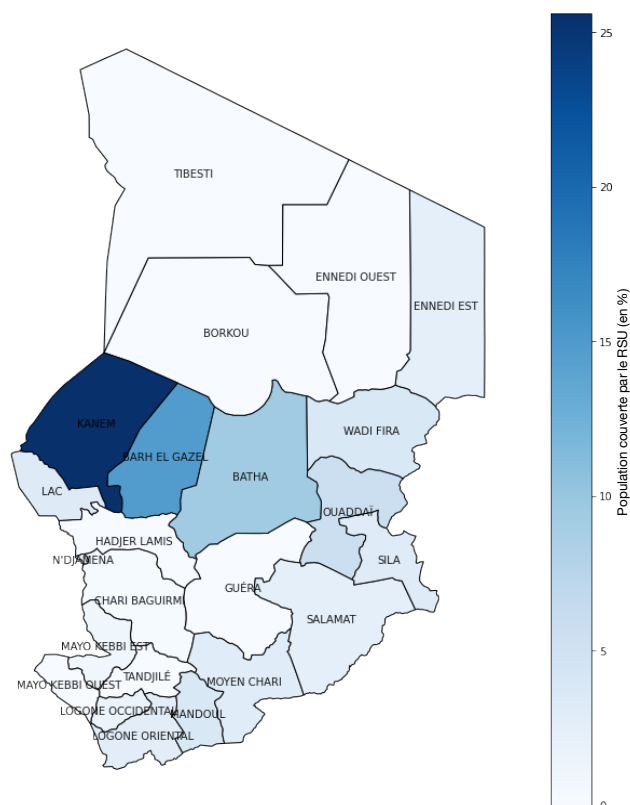 25
TIBESTI
20
ENNEDI OUEST
ENNEDI EST
BORKOU
15
Population couverte par le RSU (en %)
KANEM
WADI FIRA
BARH EL GAZEL
BATHA
LAC
10
OUADDAÏ
HADJER LAMIS
N'DJAMENA
SILA
GUÉRA
CHARI BAGUIRMI
SALAMAT
MAYO KEBBI EST
5
TANDJILÉ
MOYEN CHARI
MAYO KEBBI OUEST
LOGONE OCCIDENTAL
MANDOUL
LOGONE ORIENTAL
0